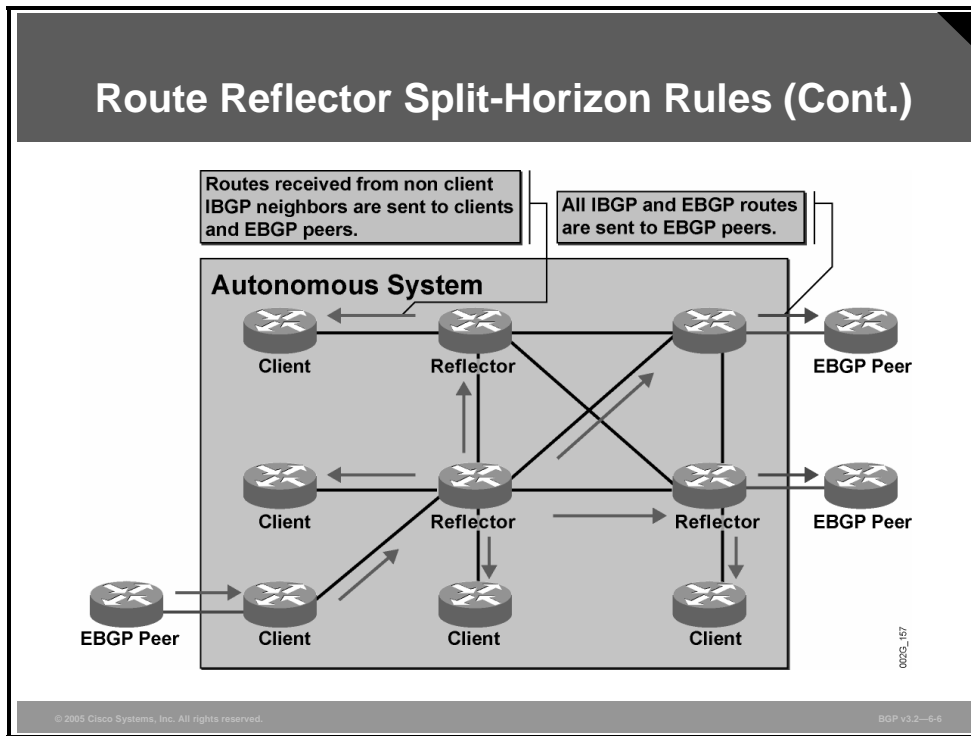 Route Reflector Split-Horizon Rules (Cont.)
Routes received from non client
IBGP neighbors are sent to clients
and EBGP peers.
All IBGP and EBGP routes
are sent to EBGP peers.
Autonomous System
Client
Reflector
EBGP Peer
Client
Reflector
Reflector
EBGP Peer
EBGP Peer
Client
Client
Client
002G_157
© 2005 Cisco Systems, Inc. All rights reserved.
BGP v3.2—6-6